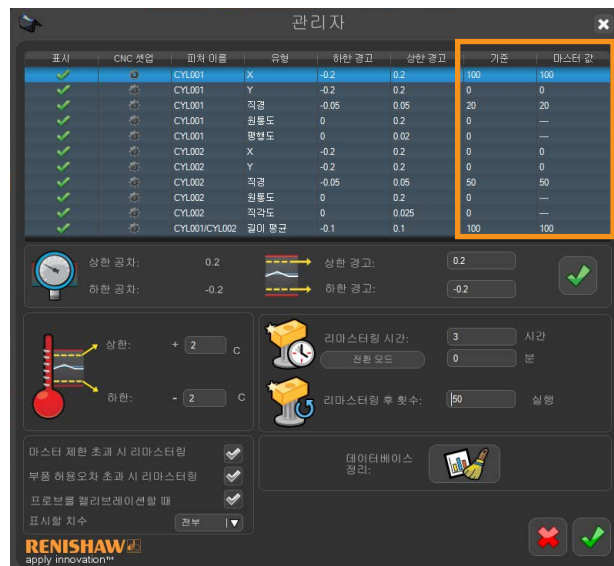 관리자
표시 CNC 셋업 피처 이름 유형 하한 경고 상한 경고 기준 마스터 값
CYL001 X -0.2 0.2 100 100
CYL001 Y -0.2 0.2 0 0
CYL001 직경 -0.05 0.05 20 20
CYL001 원통도 0 0.2 0 ---
CYL001 평행도 0 0.02 0 ---
CYL002 X -0.2 0.2 0 0
CYL002 Y -0.2 0.2 0 0
CYL002 직경 -0.05 0.05 50 50
CYL002 원통도 0 0.2 0 ---
CYL002 직각도 0 0.025 0 ---
CYL001/CYL002 길이 평균 -0.1 0.1 100 100
상한 공차: 0.2 상한 경고: 0.2
하한 공차: -0.2 하한 경고: -0.2
상한: + 2 C
하한: - 2 C
리마스터링 시간: 3 시간
전환 모드 0 분
리마스터링 후 횟수: 50 실행
마스터 제한 초과 시 리마스터링
부품 허용오차 초과 시 리마스터링
프로브를 캘리브레이션할 때
표시할 치수 전부
데이터베이스
정리:
RENISHAW
apply innovation™